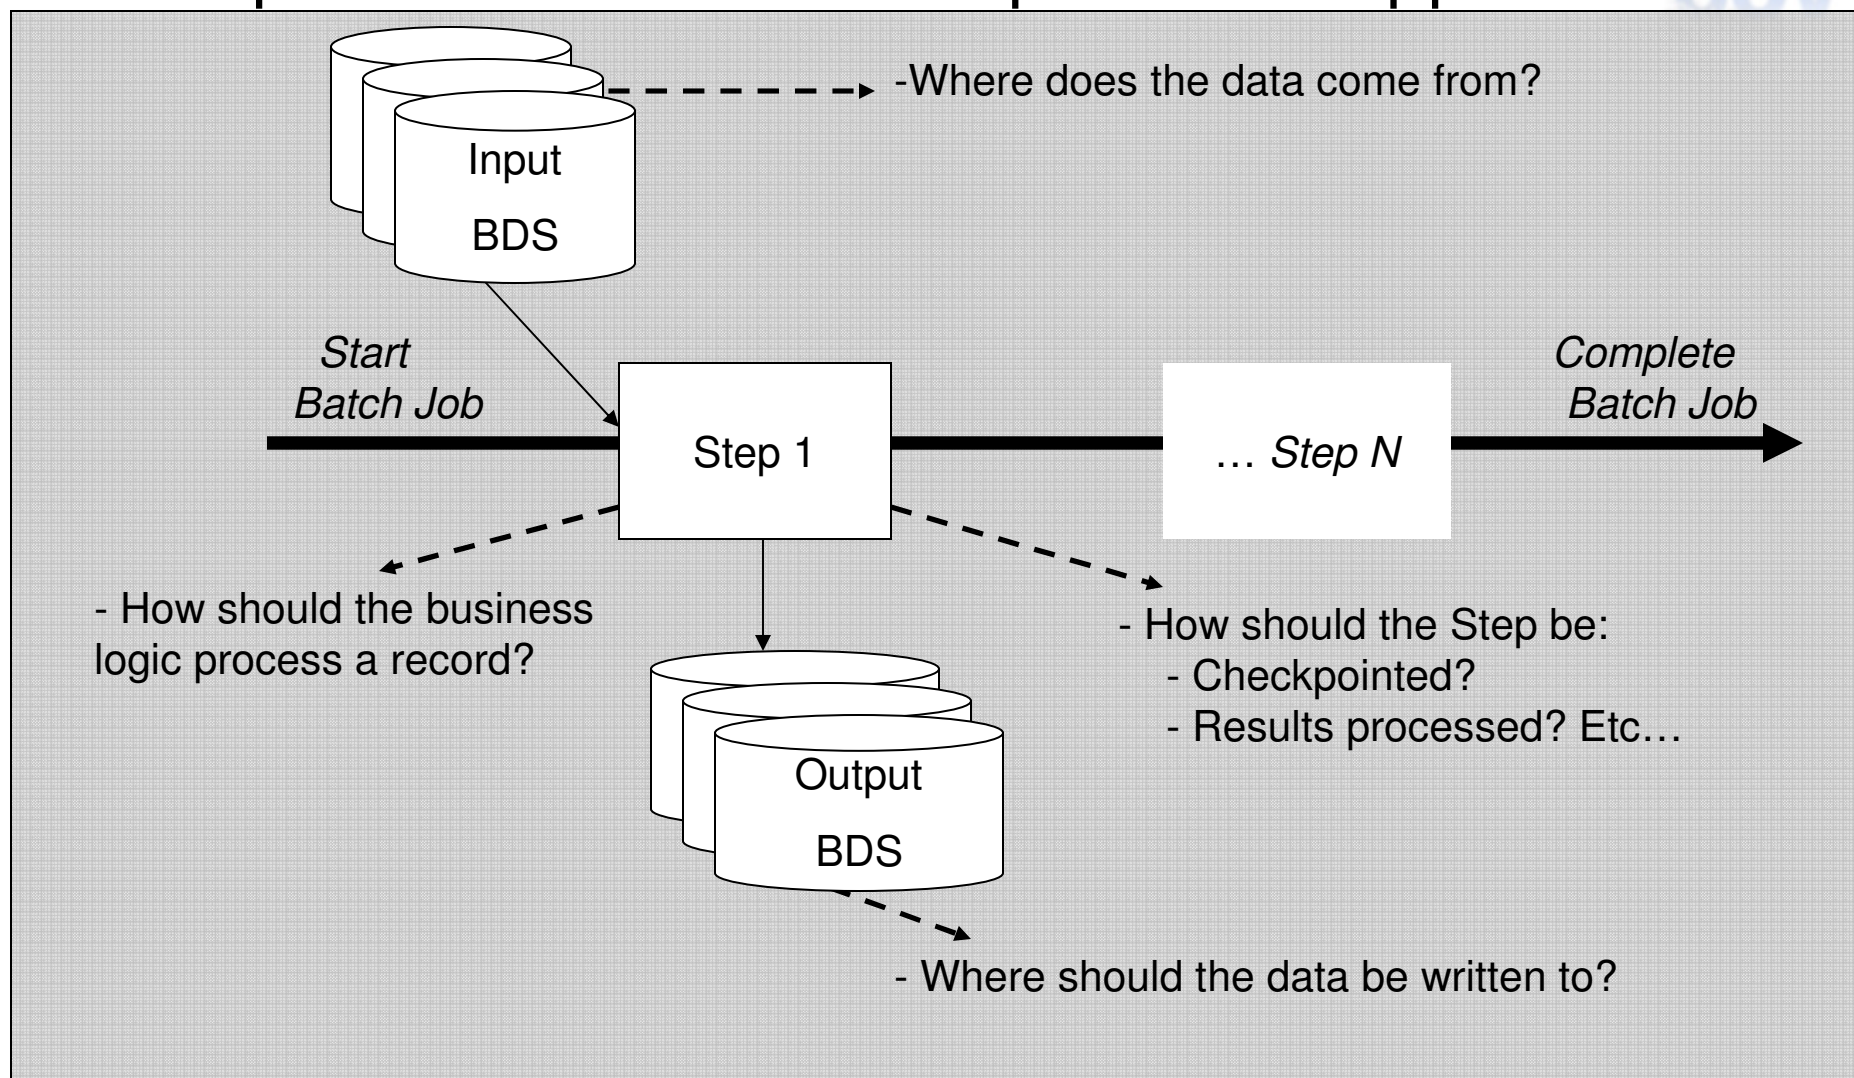 -Where does the data come from?
Input
BDS
Start
Batch Job
Complete
Batch Job
Step 1
… Step N
- How should the business
logic process a record?
- How should the Step be:
- Checkpointed?
- Results processed? Etc…
Output
BDS
- Where should the data be written to?